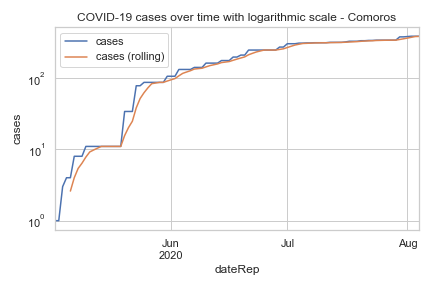 COVID-19 cases over time with logarithmic scale - Comoros
cases
cases (rolling)
10²
10¹
10⁰
cases
Jun
2020
Jul
Aug
dateRep